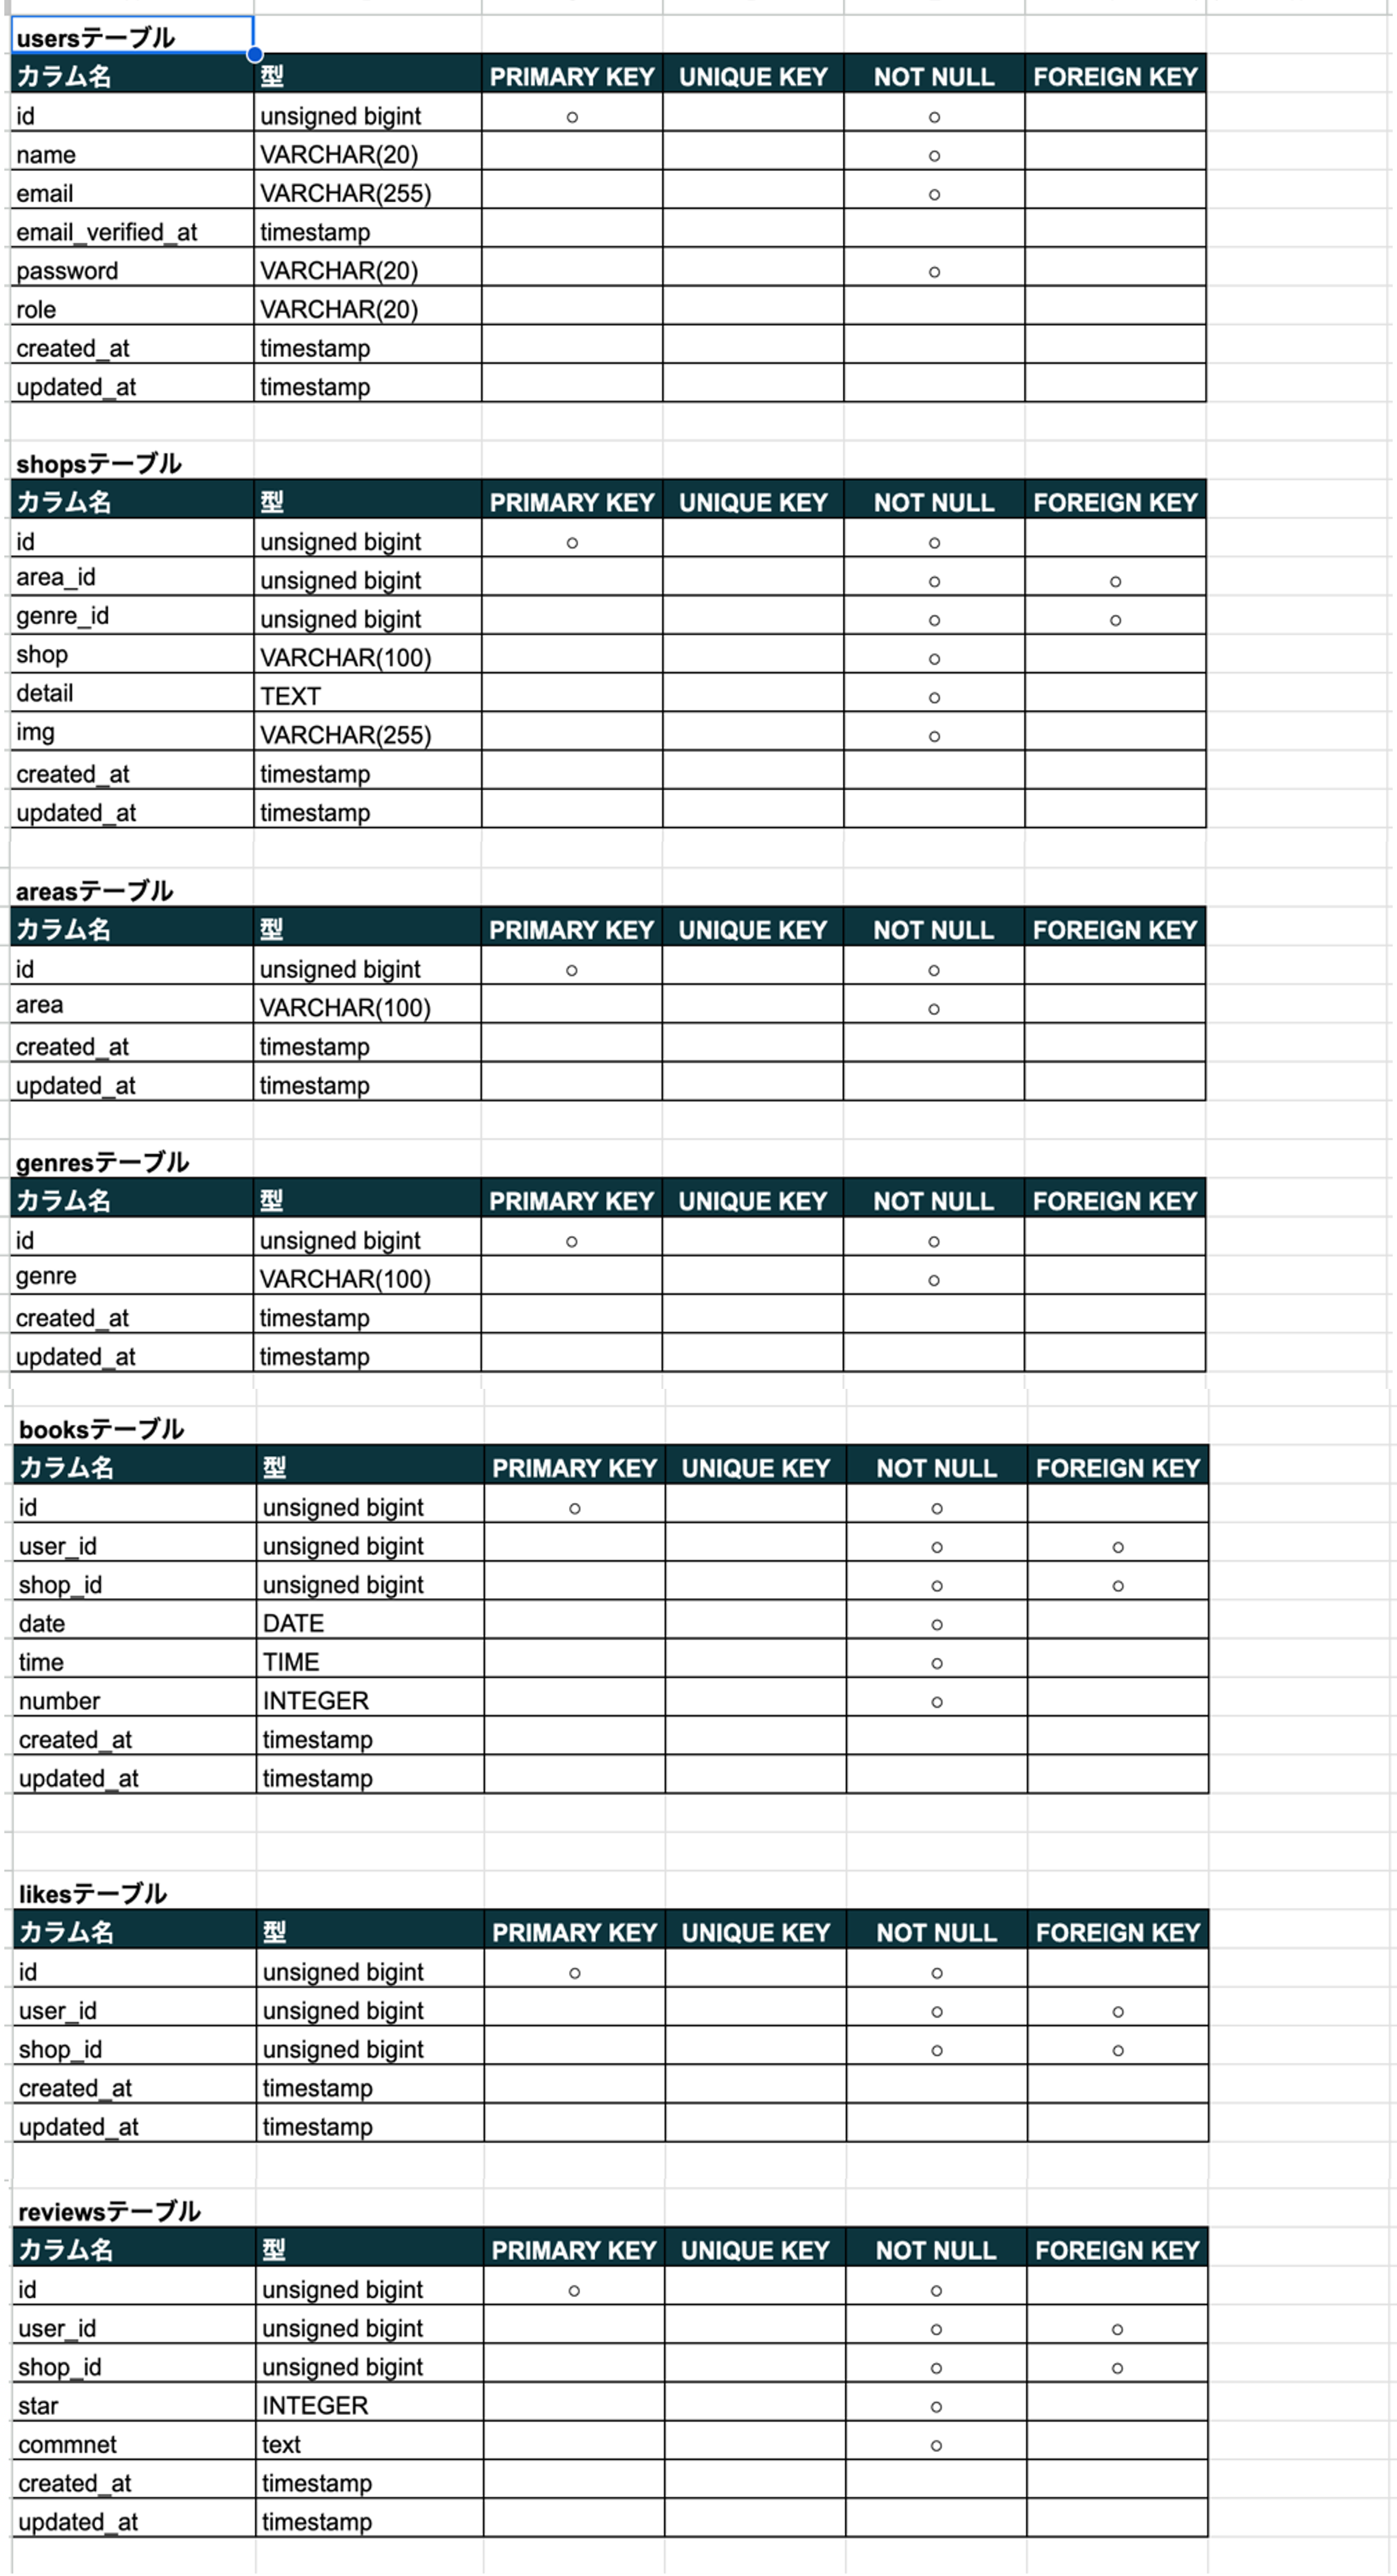 usersテーブル
カラム名 型 PRIMARY KEY UNIQUE KEY NOT NULL FOREIGN KEY
id unsigned bigint ○ ○
name VARCHAR(20) ○
email VARCHAR(255) ○
email_verified_at timestamp
password VARCHAR(20) ○
role VARCHAR(20)
created_at timestamp
updated_at timestamp
shopsテーブル
カラム名 型 PRIMARY KEY UNIQUE KEY NOT NULL FOREIGN KEY
id unsigned bigint ○ ○
area_id unsigned bigint ○ ○
genre_id unsigned bigint ○ ○
shop VARCHAR(100) ○
detail TEXT ○
img VARCHAR(255) ○
created_at timestamp
updated_at timestamp
areasテーブル
カラム名 型 PRIMARY KEY UNIQUE KEY NOT NULL FOREIGN KEY
id unsigned bigint ○ ○
area VARCHAR(100) ○
created_at timestamp
updated_at timestamp
genresテーブル
カラム名 型 PRIMARY KEY UNIQUE KEY NOT NULL FOREIGN KEY
id unsigned bigint ○ ○
genre VARCHAR(100) ○
created_at timestamp
updated_at timestamp
booksテーブル
カラム名 型 PRIMARY KEY UNIQUE KEY NOT NULL FOREIGN KEY
id unsigned bigint ○ ○
user_id unsigned bigint ○ ○
shop_id unsigned bigint ○ ○
date DATE ○
time TIME ○
number INTEGER ○
created_at timestamp
updated_at timestamp
likesテーブル
カラム名 型 PRIMARY KEY UNIQUE KEY NOT NULL FOREIGN KEY
id unsigned bigint ○ ○
user_id unsigned bigint ○ ○
shop_id unsigned bigint ○ ○
created_at timestamp
updated_at timestamp
reviewsテーブル
カラム名 型 PRIMARY KEY UNIQUE KEY NOT NULL FOREIGN KEY
id unsigned bigint ○ ○
user_id unsigned bigint ○ ○
shop_id unsigned bigint ○ ○
star INTEGER ○
commnet text ○
created_at timestamp
updated_at timestamp